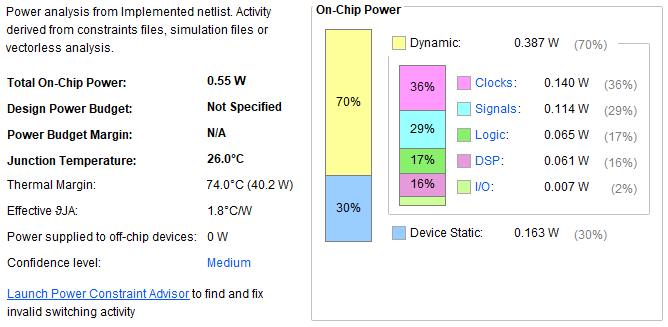 Power analysis from Implemented netlist. Activity
derived from constraints files, simulation files or
vectorless analysis.
Total On-Chip Power: 0.55 W
Design Power Budget: Not Specified
Power Budget Margin: N/A
Junction Temperature: 26.0°C
Thermal Margin: 74.0°C (40.2 W)
Effective ϑJA: 1.8°C/W
Power supplied to off-chip devices: 0 W
Confidence level: Medium
Launch Power Constraint Advisor to find and fix
invalid switching activity
On-Chip Power
70%
30%
Dynamic: 0.387 W (70%)
36%
29%
17%
16%
Clocks: 0.140 W (36%)
Signals: 0.114 W (29%)
Logic: 0.065 W (17%)
DSP: 0.061 W (16%)
I/O: 0.007 W (2%)
Device Static: 0.163 W (30%)